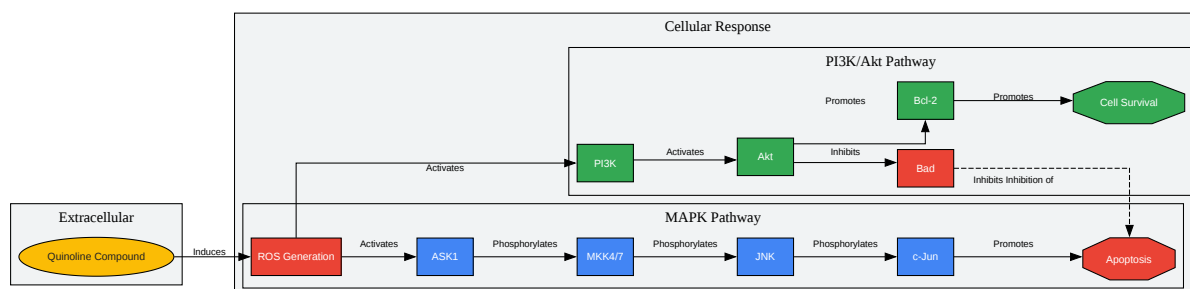 Cellular Response
PI3K/Akt Pathway
Promotes
Bcl-2
Promotes
Cell Survival
Activates
PI3K
Activates
Akt
Inhibits
Bad
Inhibits Inhibition of
Extracellular
Quinoline Compound
Induces
MAPK Pathway
ROS Generation
Activates
ASK1
Phosphorylates
MKK4/7
Phosphorylates
JNK
Phosphorylates
c-Jun
Promotes
Apoptosis